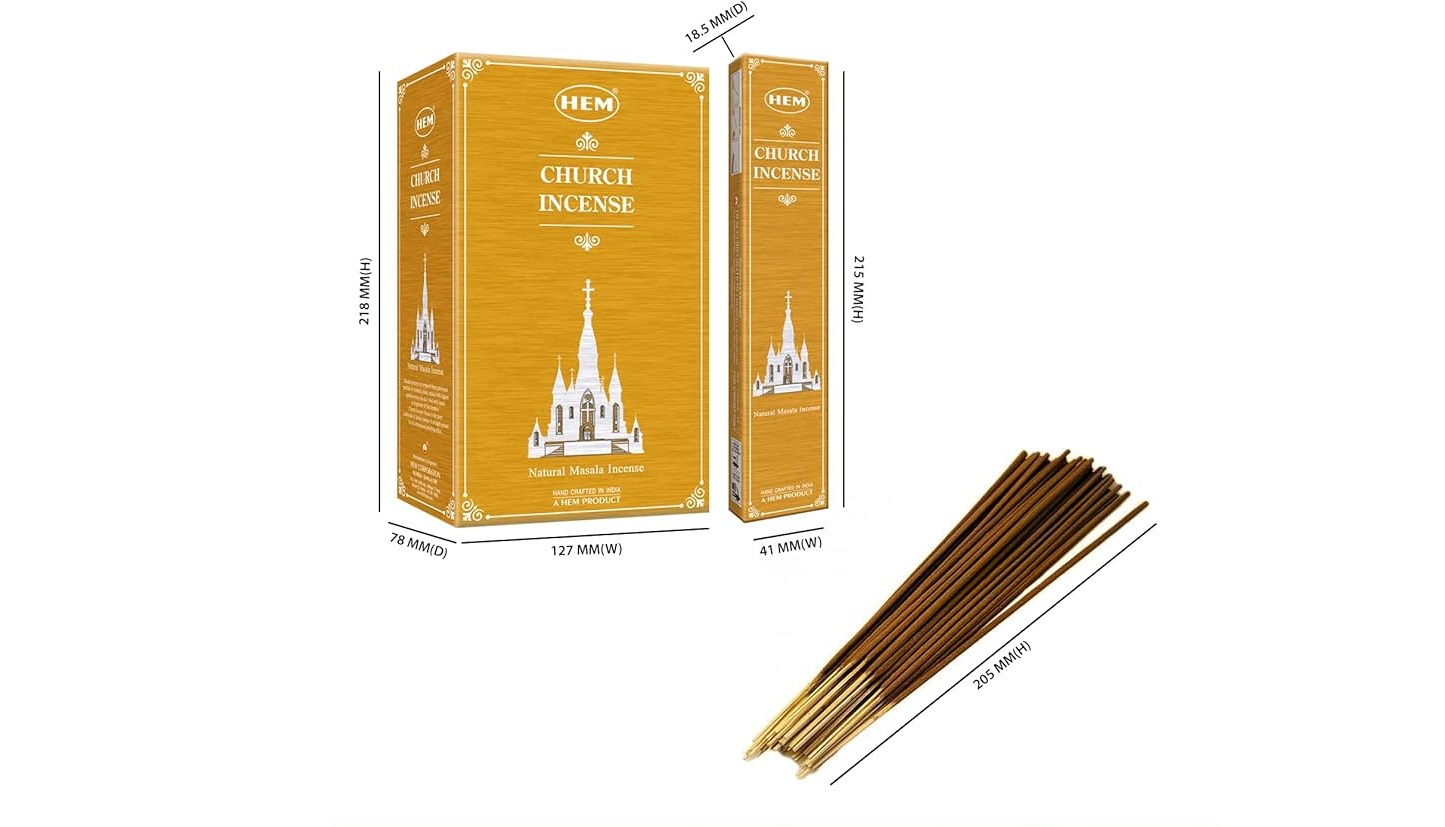 18.5 MM(D)
HEM
CHURCH
INCENSE
Natural Masala Incense
HEM®
CHURCH
INCENSE
Natural Masala Incense
HAND CRAFTED IN INDIA
A HEM PRODUCT
HEM
CHURCH
INCENSE
Natural Masala Incense
HAND CRAFTED IN INDIA
A HEM PRODUCT
218 MM(H)
215 MM(H)
78 MM(D)
127 MM(W)
41 MM(W)
205 MM(H)